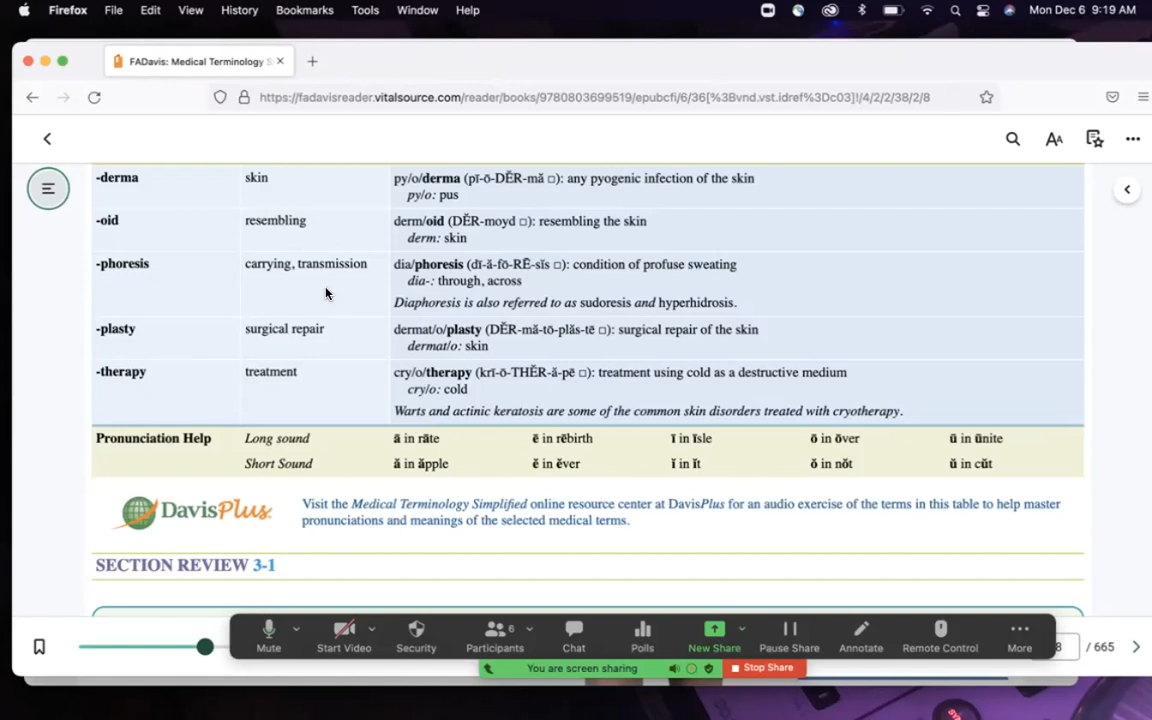 Firefox File Edit View History Bookmarks Tools Window Help Mon Dec 6 9:19 AM
FADavis: Medical Terminology S
https://fadavisreader.vitalsource.com/reader/books/9780803699519/epubcfi/6/36[%3Bvnd.vst.idref%3Dc03]!/4/2/2/38/2/8
AA
-derma skin py/o/derma (pī-ō-DĔR-mă □): any pyogenic infection of the skin
py/o: pus
-oid resembling derm/oid (DĔR-moyd □): resembling the skin
derm: skin
-phoresis carrying, transmission dia/phoresis (dī-ă-fō-RĒ-sĭs □): condition of profuse sweating
dia-: through, across
Diaphoresis is also referred to as sudoresis and hyperhidrosis.
-plasty surgical repair dermat/o/plasty (DĔR-mă-tō-plăs-tē □): surgical repair of the skin
dermat/o: skin
-therapy treatment cry/o/therapy (krī-ō-THĔR-ă-pē □): treatment using cold as a destructive medium
cry/o: cold
Warts and actinic keratosis are some of the common skin disorders treated with cryotherapy.
Pronunciation Help Long sound ā in rāte ē in rēbirth ī in īsle ō in ōver ū in ūnite
Short Sound ă in ăpple ĕ in ĕver ĭ in ĭt ŏ in nŏt ŭ in cŭt
DavisPlus Visit the Medical Terminology Simplified online resource center at DavisPlus for an audio exercise of the terms in this table to help master
pronunciations and meanings of the selected medical terms.
SECTION REVIEW 3-1
Mute Start Video Security Participants 6 Chat Polls New Share Pause Share Annotate Remote Control More
8 / 665
You are screen sharing Stop Share